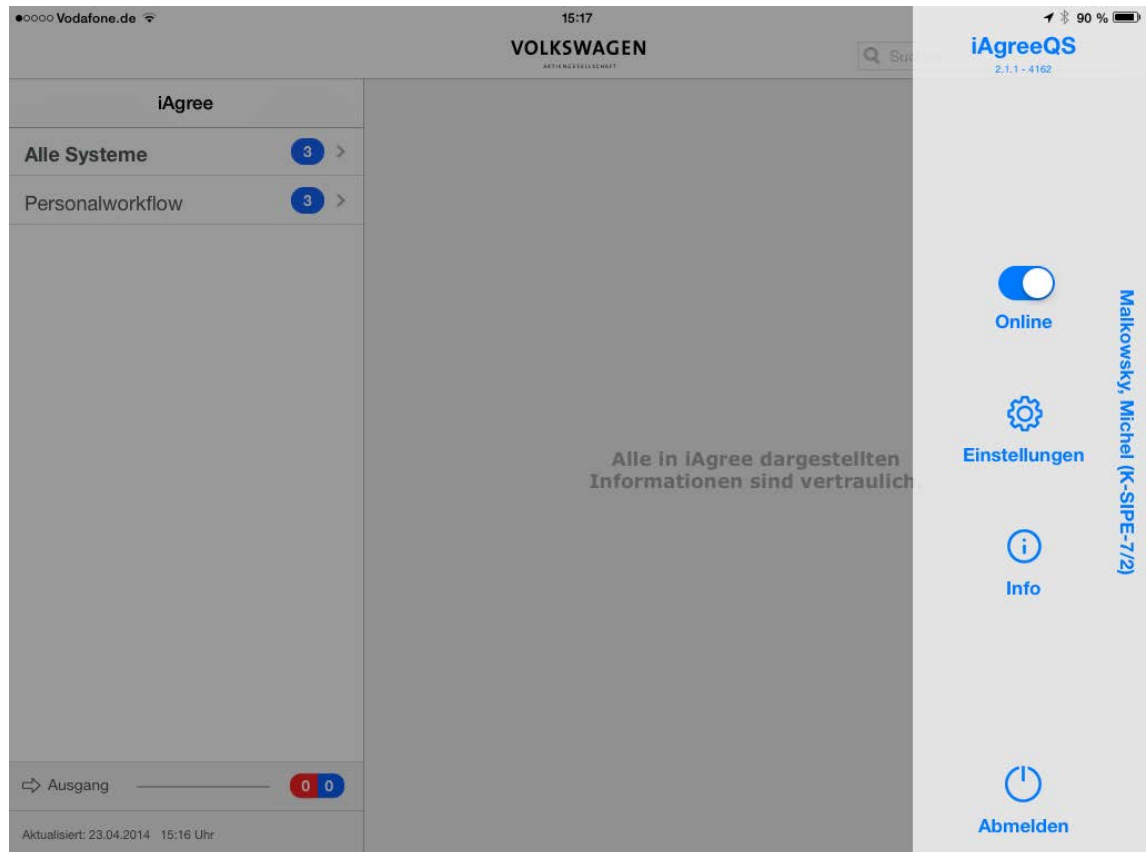 Vodafone.de
15:17
90 %
VOLKSWAGEN
AKTIENGESELLSCHAFT
iAgreeQS
2.1.1 - 4162
iAgree
Alle Systeme 3
Personalworkflow 3
Online
Einstellungen
Info
Abmelden
Malkowsky, Michel (K-SIPE-7/2)
Alle in iAgree dargestellten
Informationen sind vertraulich.
Ausgang 0 0
Aktualisiert: 23.04.2014 15:16 Uhr